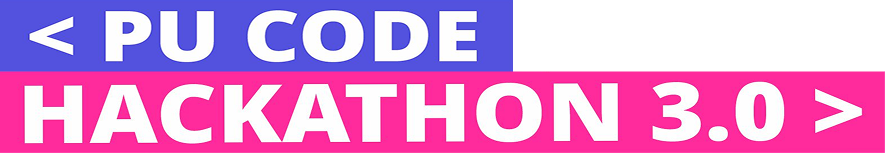 < PU CODE
HACKATHON 3.0 >